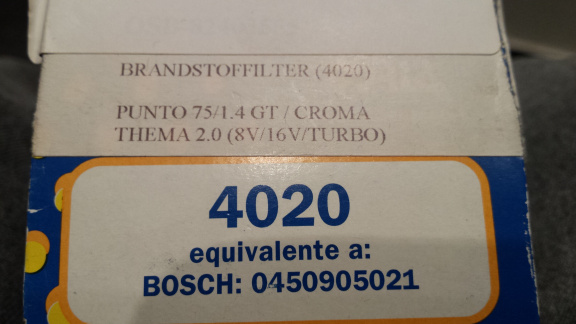 BRANDSTOFFILTER (4020)
PUNTO 75/1.4 GT / CROMA
THEMA 2.0 (8V/16V/TURBO)
4020
equivalente a:
BOSCH: 0450905021